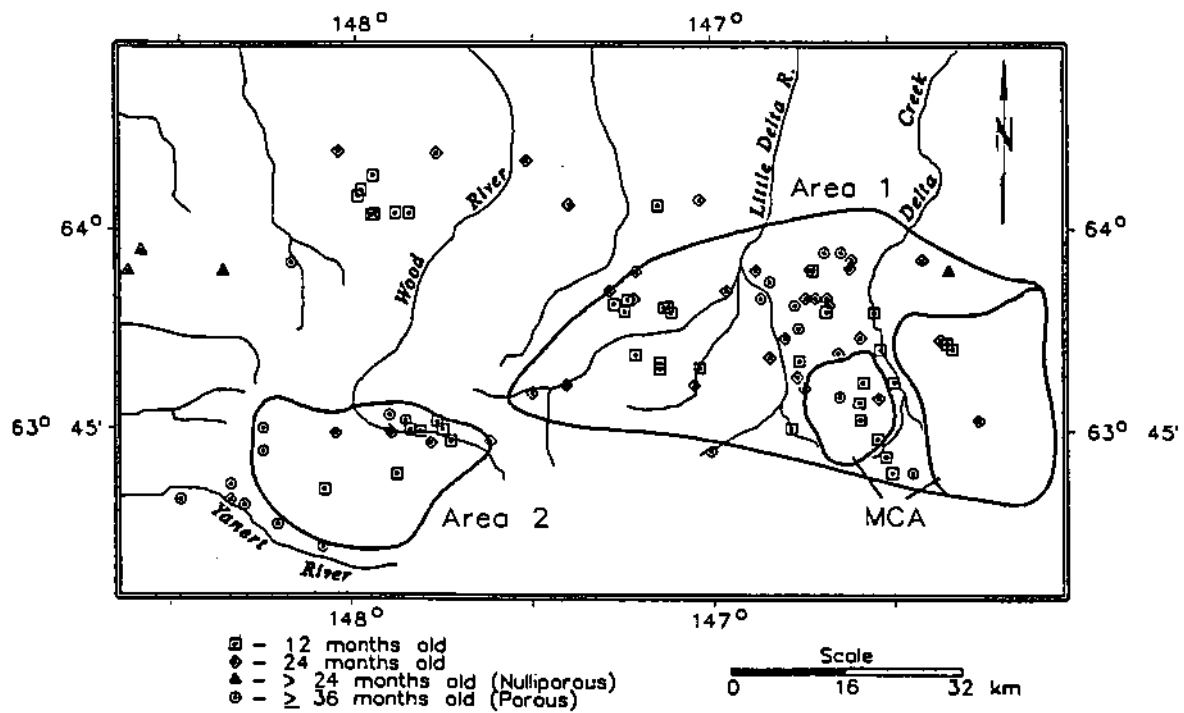 148° 147°
N
Little Delta R.
Creek
Delta
Area 1
River
Wood
64° 64°
63° 45' 63° 45'
Area 2
MCA
Yanert
River
148° 147°
- 12 months old
- 24 months old
- > 24 months old (Nulliporous)
- ≥ 36 months old (Porous)
Scale
0 16 32 km